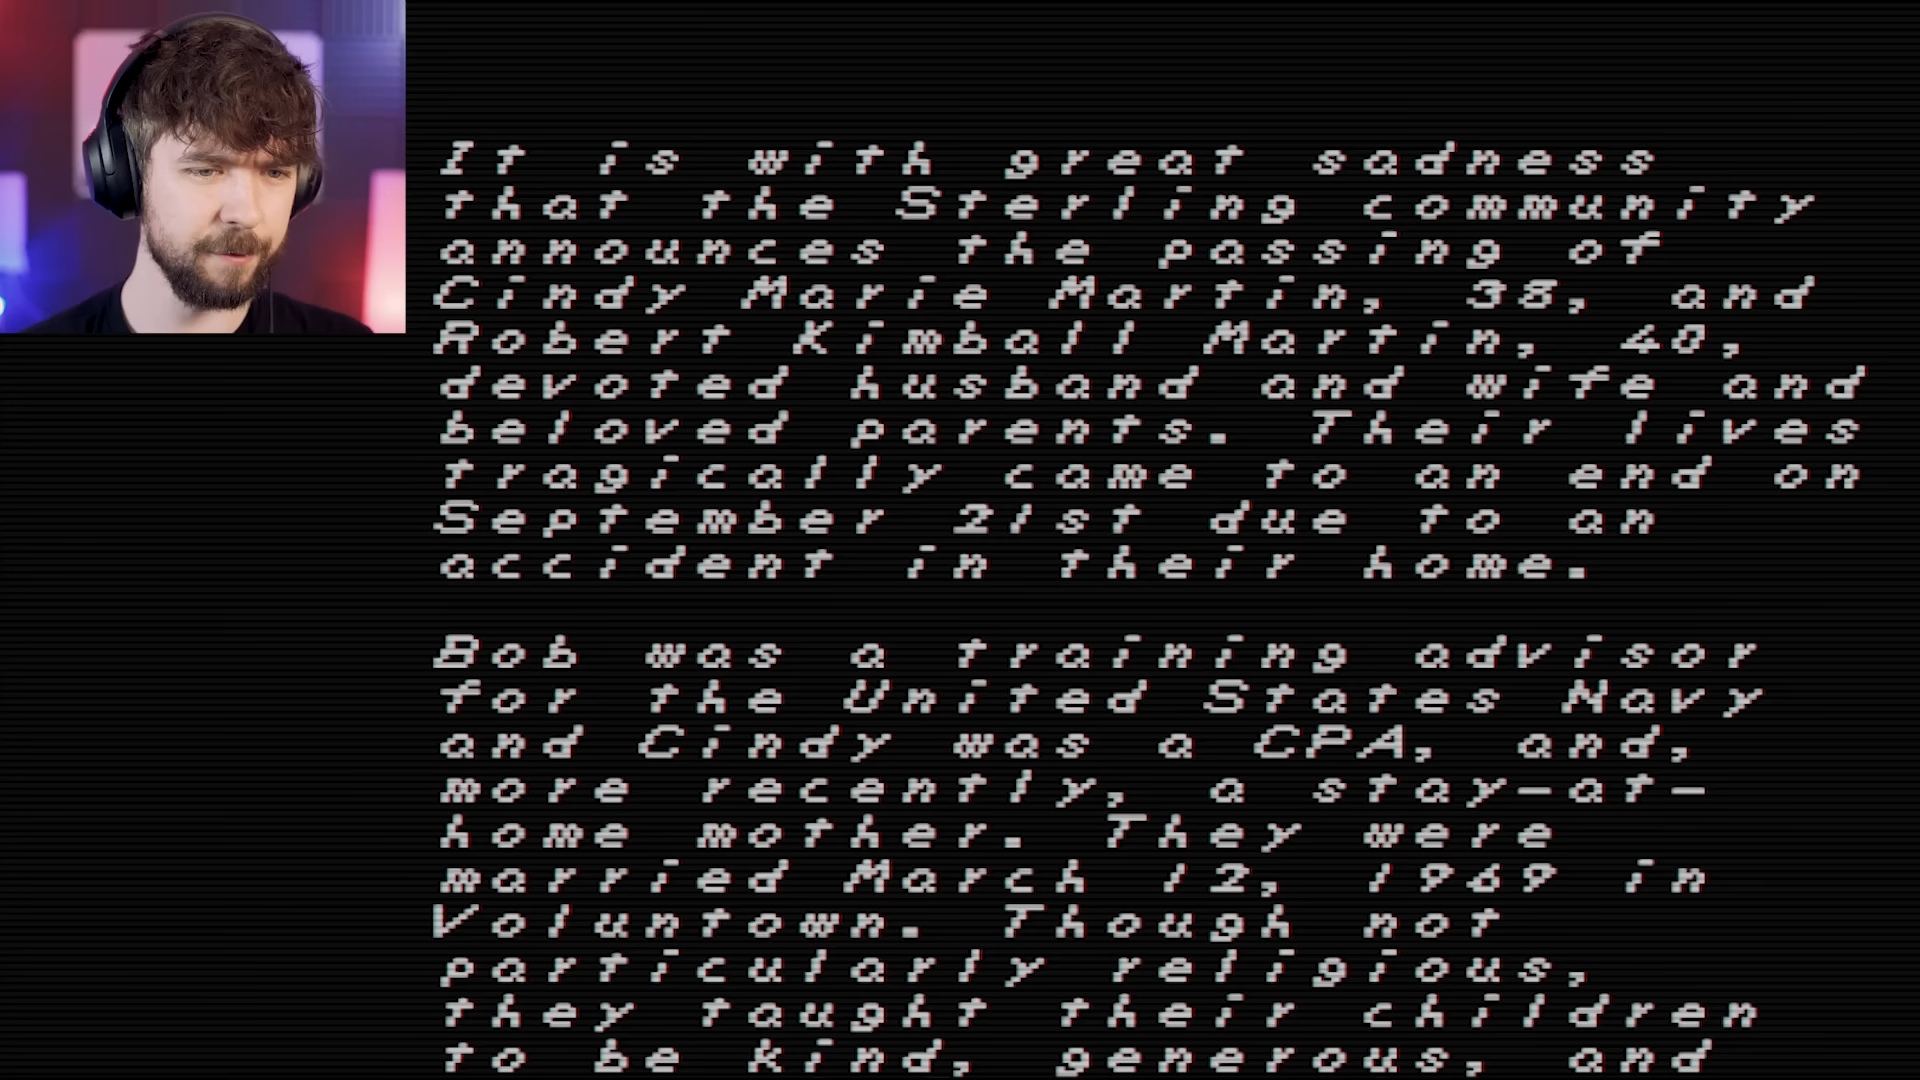 It is with great sadness
that the Sterling community
announces the passing of
Cindy Marie Martin, 38, and
Robert Kimball Martin, 40,
devoted husband and wife and
beloved parents. Their lives
tragically came to an end on
September 21st due to an
accident in their home.
Bob was a training advisor
for the United States Navy
and Cindy was a CPA, and,
more recently, a stay-at-
home mother. They were
married March 12, 1969 in
Voluntown. Though not
particularly religious,
they taught their children
to be kind, generous, and